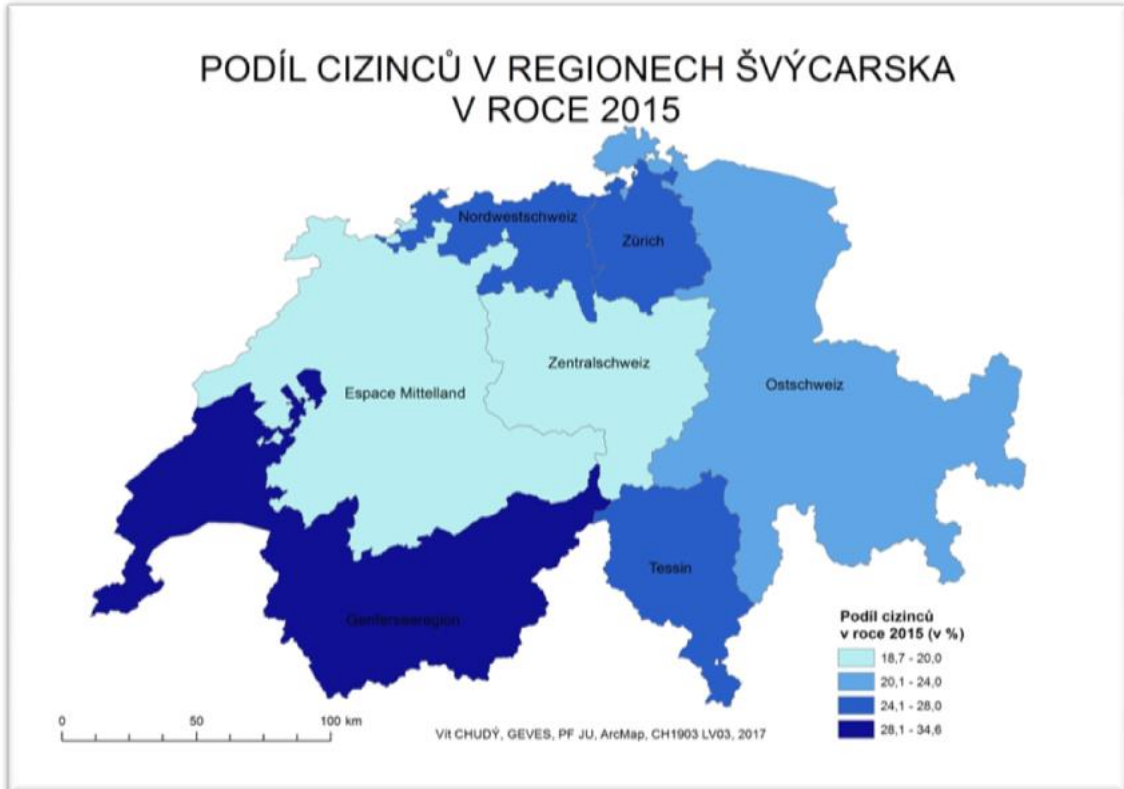 PODÍL CIZINCŮ V REGIONECH ŠVÝCARSKA
V ROCE 2015
Nordwestschweiz
Zürich
Zentralschweiz
Espace Mittelland
Ostschweiz
Tessin
Genferseeregion
Podíl cizinců
v roce 2015 (v %)
18,7 - 20,0
20,1 - 24,0
24,1 - 28,0
28,1 - 34,6
0 50 100 km
Vít CHUDÝ, GEVES, PF JU, ArcMap, CH1903 LV03, 2017